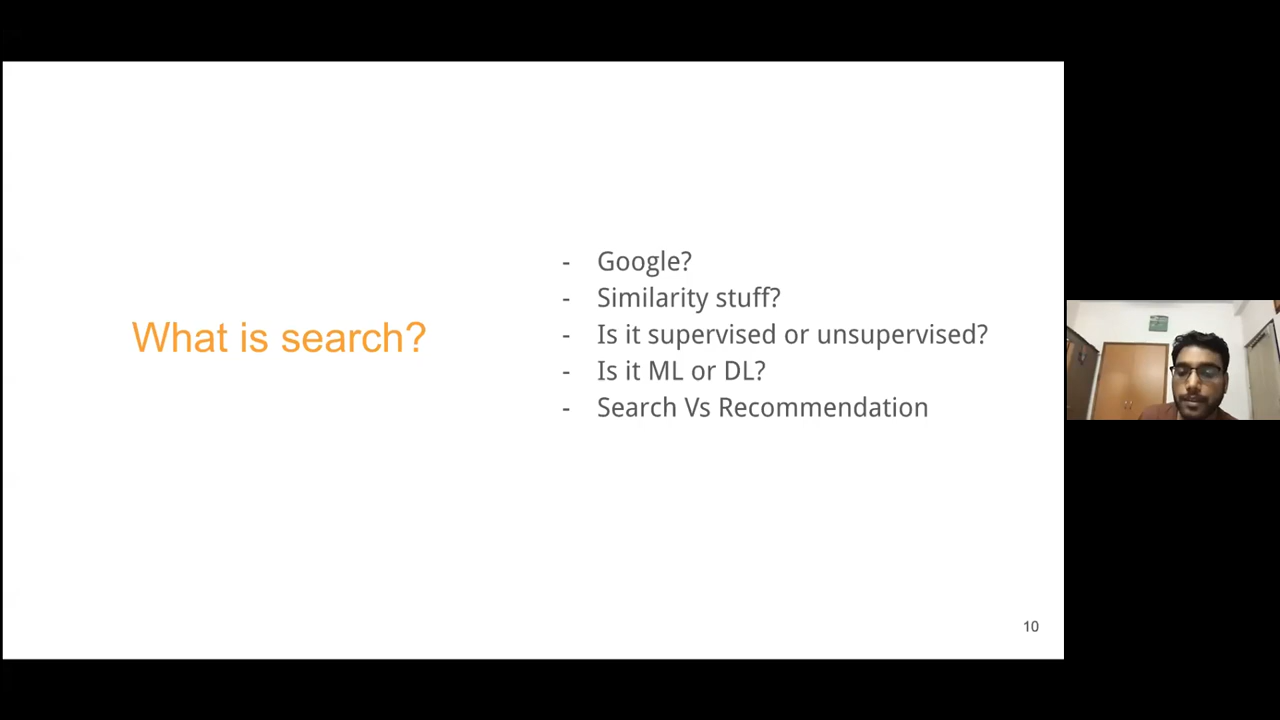 What is search?
- Google?
- Similarity stuff?
- Is it supervised or unsupervised?
- Is it ML or DL?
- Search Vs Recommendation
10